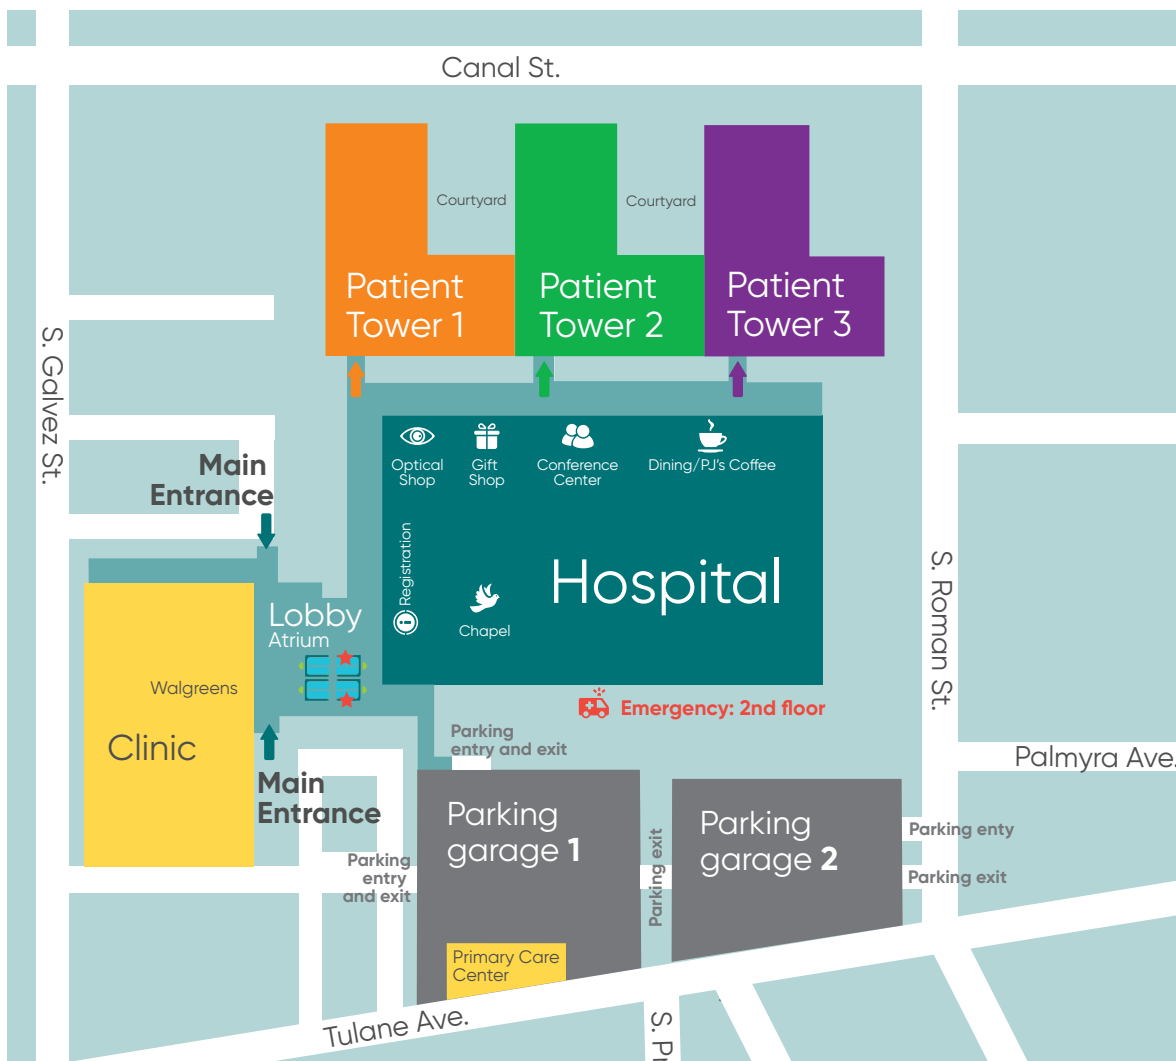 Canal St.
Courtyard
Courtyard
Patient
Tower 1
Patient
Tower 2
Patient
Tower 3
S. Galvez St.
Optical
Shop
Gift
Shop
Conference
Center
Dining/PJ's Coffee
Main
Entrance
Registration
Hospital
S. Roman St.
Lobby
Atrium
Chapel
Walgreens
Emergency: 2nd floor
Clinic
Parking
entry and exit
Palmyra Ave.
Main
Entrance
Parking
garage 1
Parking
garage 2
Parking enty
Parking exit
Parking
entry
and exit
Parking exit
Primary Care
Center
Tulane Ave.
S. Pr